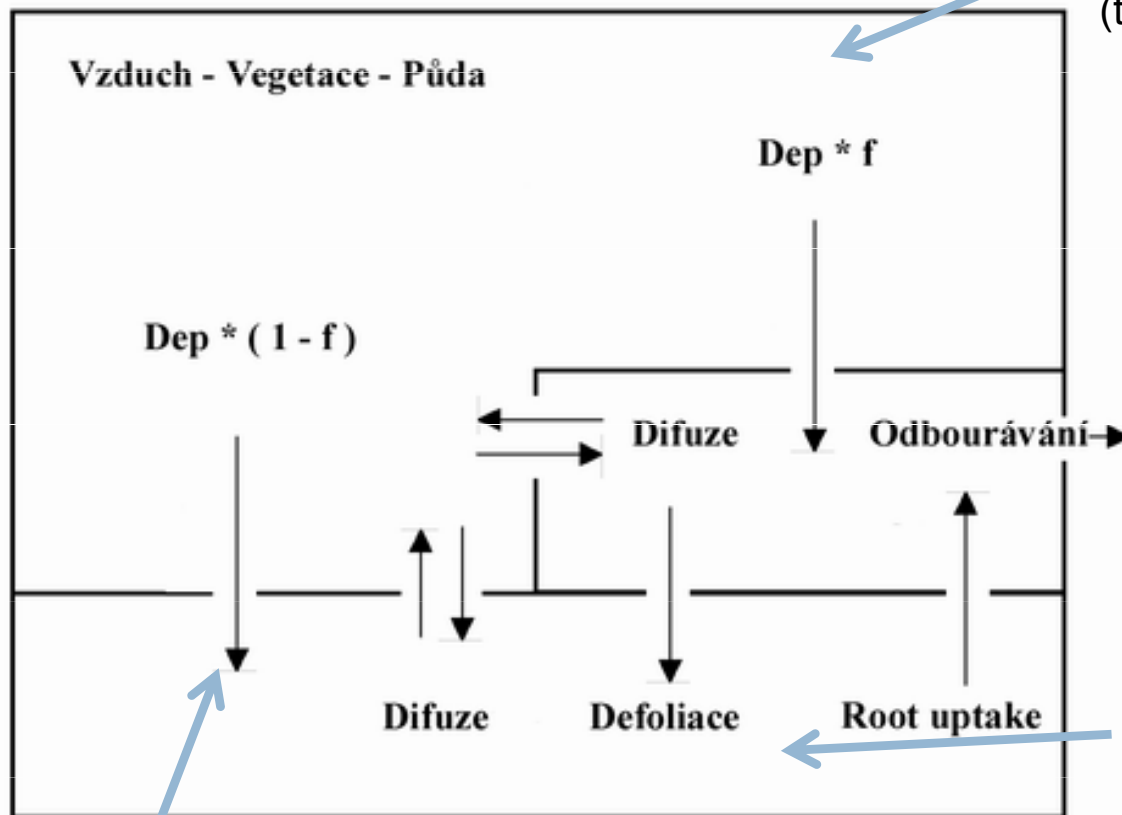 (t
Vzduch - Vegetace - Půda
Dep * f
Dep * ( 1 - f )
Difuze
Odbourávání
Difuze
Defoliace
Root uptake